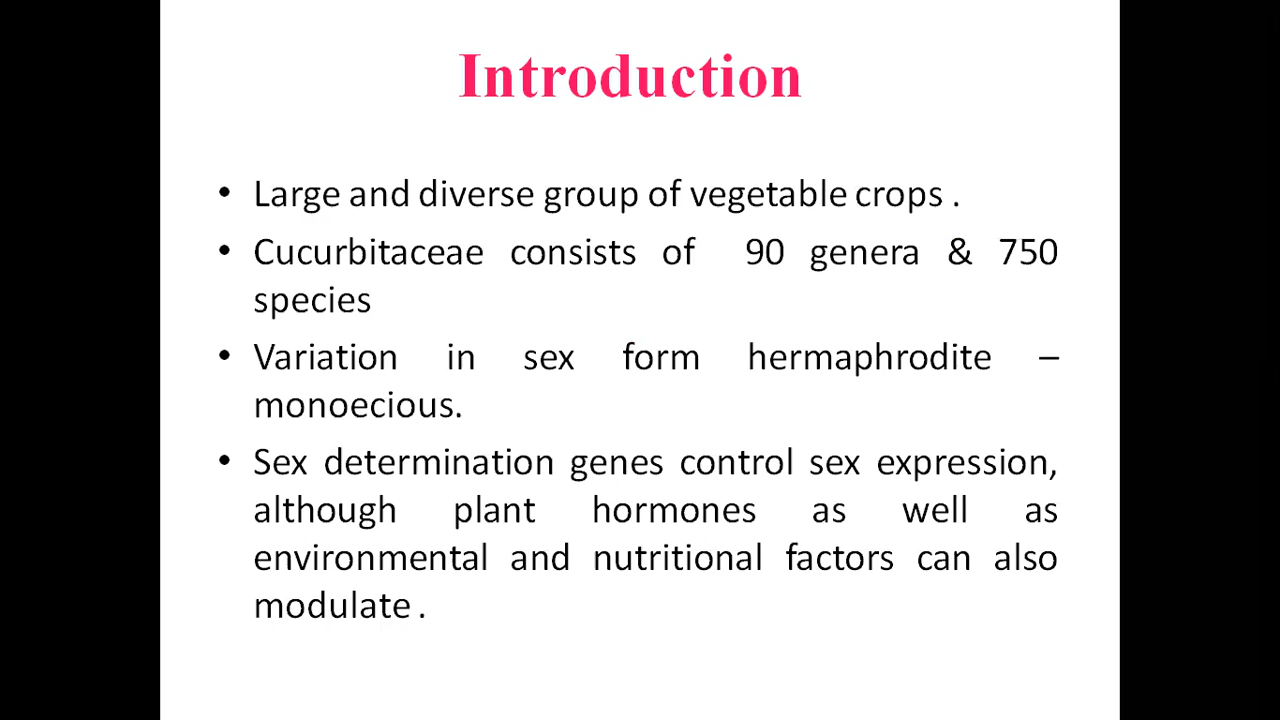 Introduction
• Large and diverse group of vegetable crops .
• Cucurbitaceae consists of 90 genera & 750
species
• Variation in sex form hermaphrodite –
monoecious.
• Sex determination genes control sex expression,
although plant hormones as well as
environmental and nutritional factors can also
modulate .